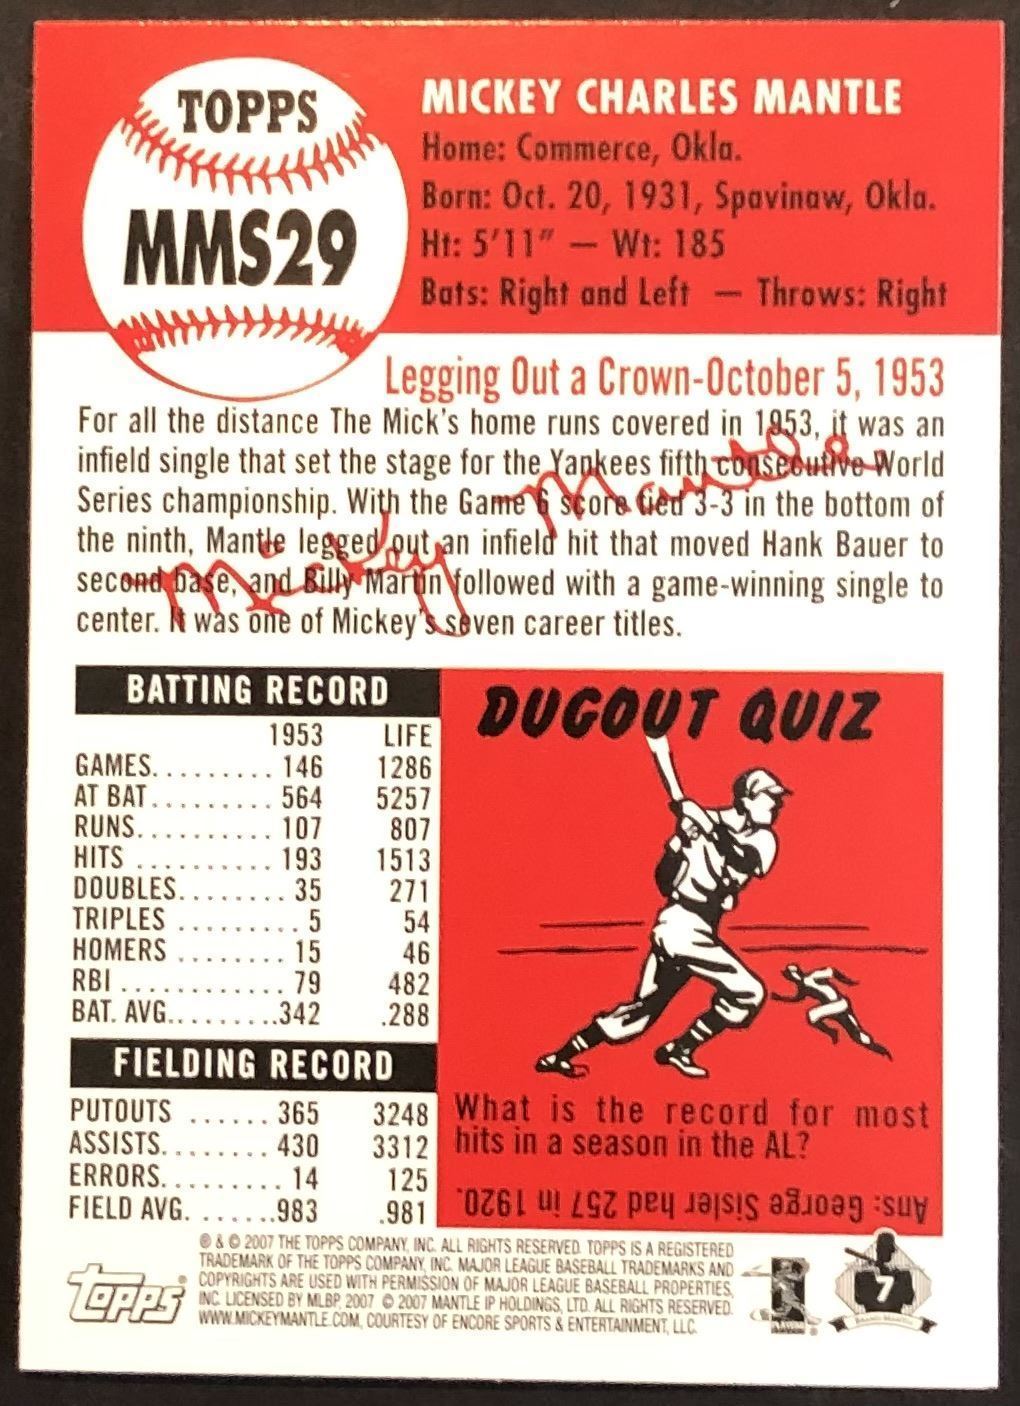 TOPPS
MMS29
MICKEY CHARLES MANTLE
Home: Commerce, Okla.
Born: Oct. 20, 1931, Spavinaw, Okla.
Ht: 5'11" — Wt: 185
Bats: Right and Left — Throws: Right
Legging Out a Crown-October 5, 1953
For all the distance The Mick's home runs covered in 1953, it was an
infield single that set the stage for the Yankees fifth consecutive World
Series championship. With the Game 6 score tied 3-3 in the bottom of
the ninth, Mantle legged out an infield hit that moved Hank Bauer to
second base, and Billy Martin followed with a game-winning single to
center. It was one of Mickey's seven career titles.
Mickey Mantle
BATTING RECORD
1953 LIFE
GAMES......... 146 1286
AT BAT.......... 564 5257
RUNS........... 107 807
HITS ........... 193 1513
DOUBLES........ 35 271
TRIPLES ......... 5 54
HOMERS ........ 15 46
RBI ............. 79 482
BAT. AVG..........342 .288
FIELDING RECORD
PUTOUTS ...... 365 3248
ASSISTS......... 430 3312
ERRORS.......... 14 125
FIELD AVG. .......983 .981
DUGOUT QUIZ
What is the record for most
hits in a season in the AL?
Ans: George Sisler had 257 in 1920.
® & © 2007 THE TOPPS COMPANY, INC. ALL RIGHTS RESERVED. TOPPS IS A REGISTERED
TRADEMARK OF THE TOPPS COMPANY, INC. MAJOR LEAGUE BASEBALL TRADEMARKS AND
COPYRIGHTS ARE USED WITH PERMISSION OF MAJOR LEAGUE BASEBALL PROPERTIES,
INC. LICENSED BY MLBP, 2007 © 2007 MANTLE IP HOLDINGS, LTD. ALL RIGHTS RESERVED.
WWW.MICKEYMANTLE.COM, COURTESY OF ENCORE SPORTS & ENTERTAINMENT, LLC.
Topps®
7